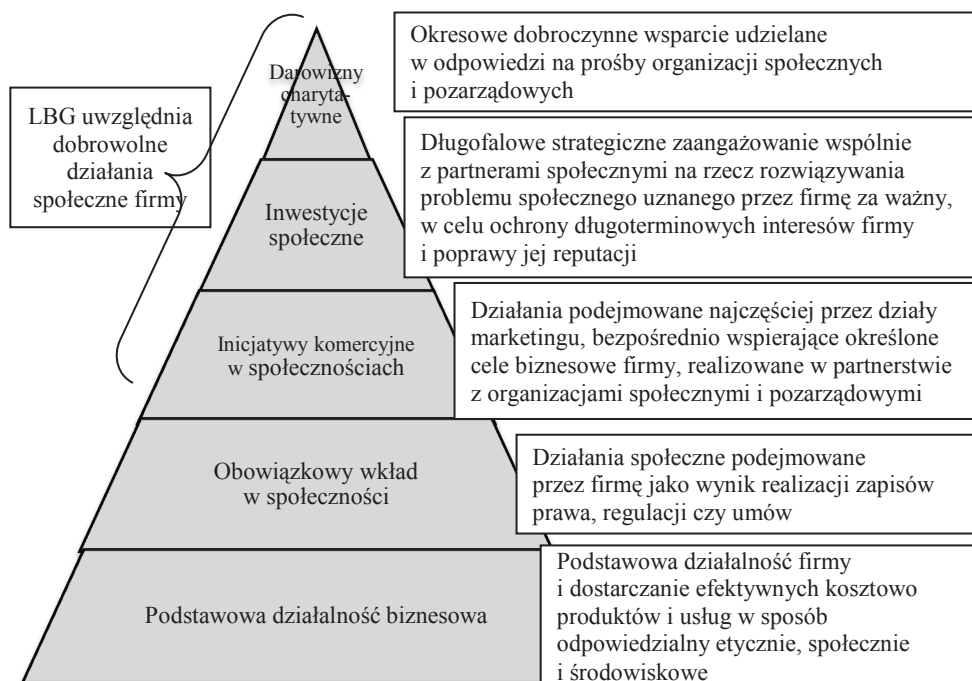 Darowizny
charyta-
tywne
Okresowe dobroczynne wsparcie udzielane
w odpowiedzi na prośby organizacji społecznych
i pozarządowych
LBG uwzględnia
dobrowolne
działania
społeczne firmy
Inwestycje
społeczne
Długofalowe strategiczne zaangażowanie wspólnie
z partnerami społecznymi na rzecz rozwiązywania
problemu społecznego uznanego przez firmę za ważny,
w celu ochrony długoterminowych interesów firmy
i poprawy jej reputacji
Inicjatywy komercyjne
w społecznościach
Działania podejmowane najczęściej przez działy
marketingu, bezpośrednio wspierające określone
cele biznesowe firmy, realizowane w partnerstwie
z organizacjami społecznymi i pozarządowymi
Obowiązkowy wkład
w społeczności
Działania społeczne podejmowane
przez firmę jako wynik realizacji zapisów
prawa, regulacji czy umów
Podstawowa działalność biznesowa
Podstawowa działalność firmy
i dostarczanie efektywnych kosztowo
produktów i usług w sposób
odpowiedzialny etycznie, społecznie
i środowiskowe